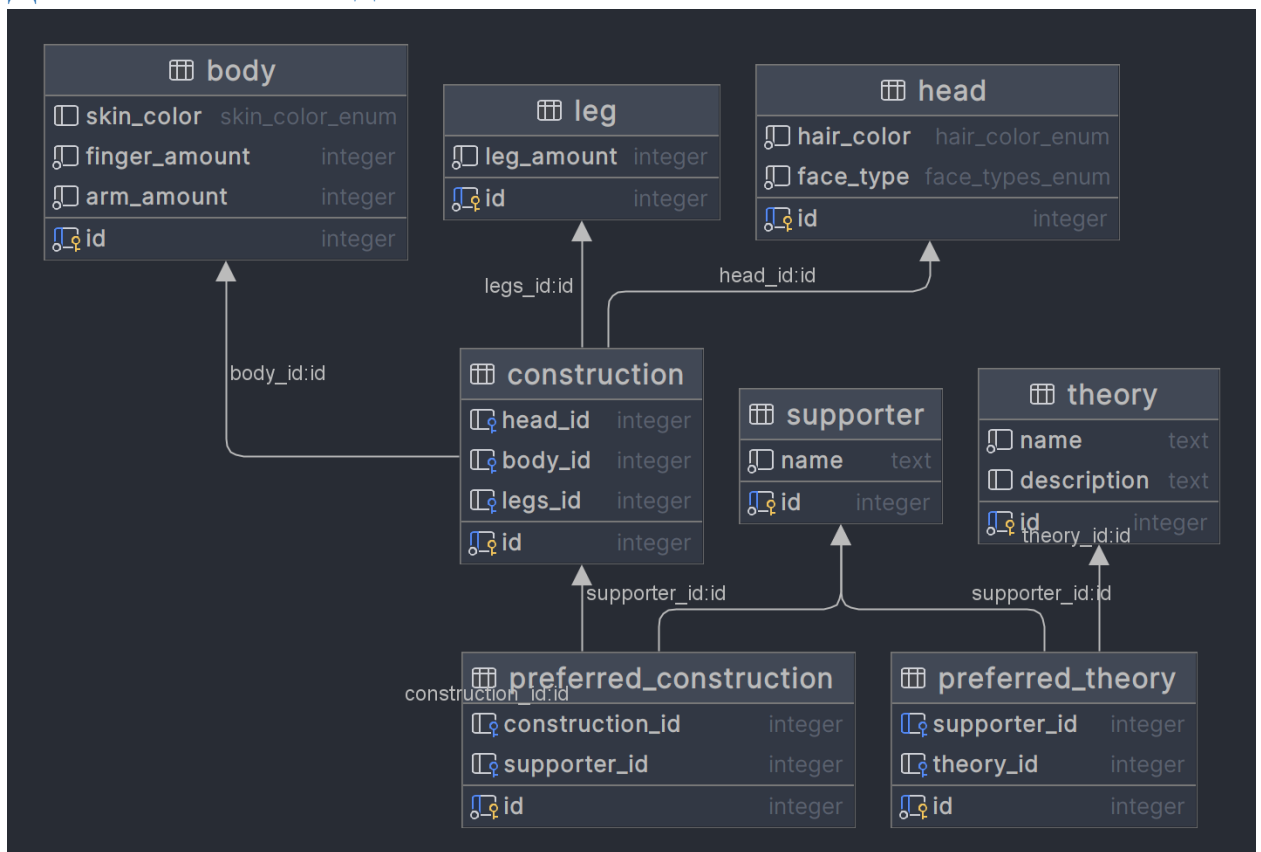 body
skin_color skin_color_enum
finger_amount integer
arm_amount integer
id integer
leg
leg_amount integer
id integer
head
hair_color hair_color_enum
face_type face_types_enum
id integer
legs_id:id
head_id:id
body_id:id
construction
head_id integer
body_id integer
legs_id integer
id integer
supporter
name text
id integer
theory
name text
description text
id integer
theory_id:id
supporter_id:id
supporter_id:id
preferred_construction
construction_id:id
construction_id integer
supporter_id integer
id integer
preferred_theory
supporter_id integer
theory_id integer
id integer